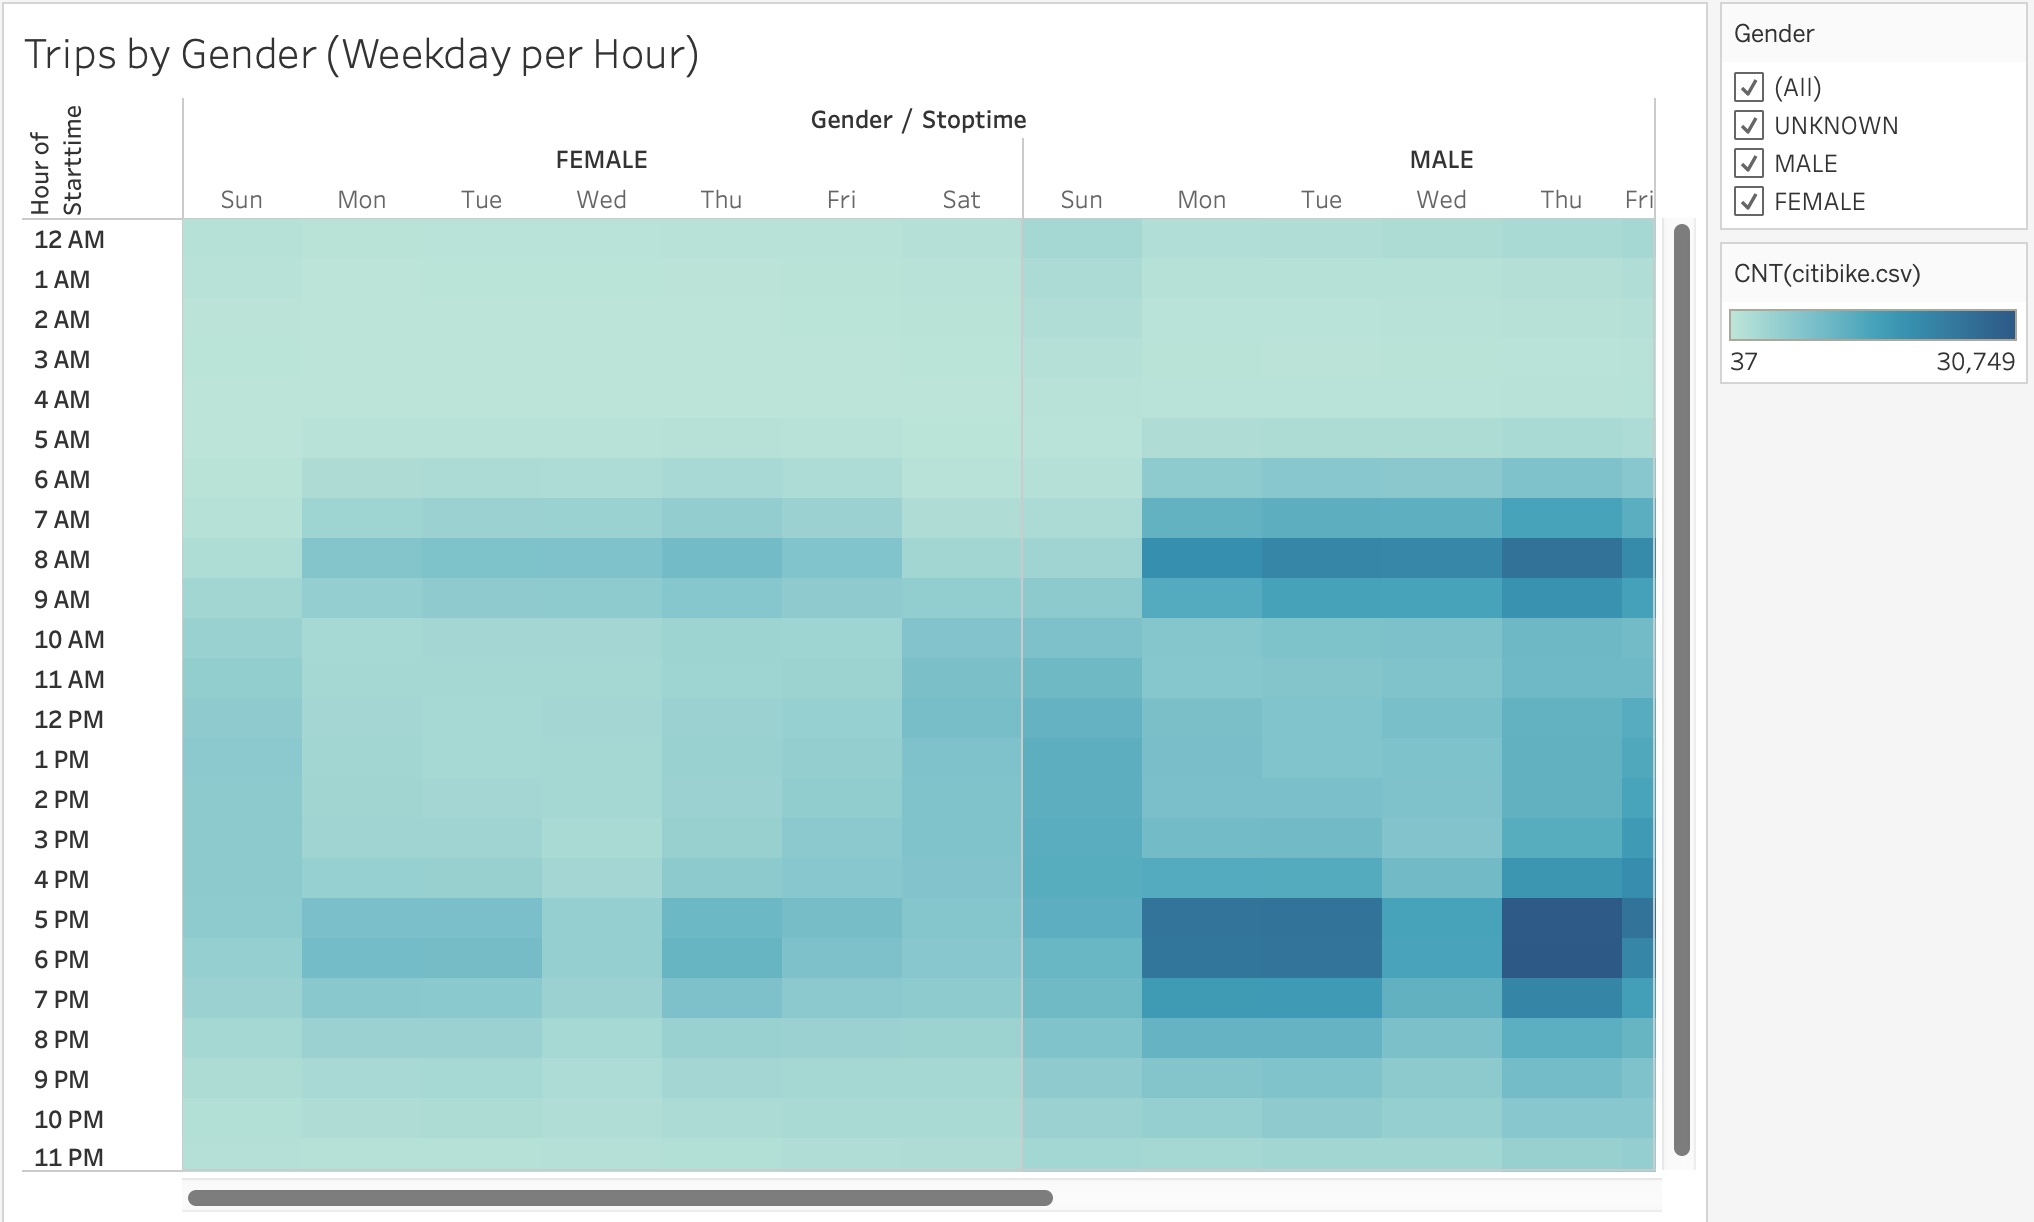 Trips by Gender (Weekday per Hour)
Hour of
Starttime
Gender / Stoptime
FEMALE MALE
Sun Mon Tue Wed Thu Fri Sat Sun Mon Tue Wed Thu Fri
12 AM
1 AM
2 AM
3 AM
4 AM
5 AM
6 AM
7 AM
8 AM
9 AM
10 AM
11 AM
12 PM
1 PM
2 PM
3 PM
4 PM
5 PM
6 PM
7 PM
8 PM
9 PM
10 PM
11 PM
Gender
(All)
UNKNOWN
MALE
FEMALE
CNT(citibike.csv)
37 30,749